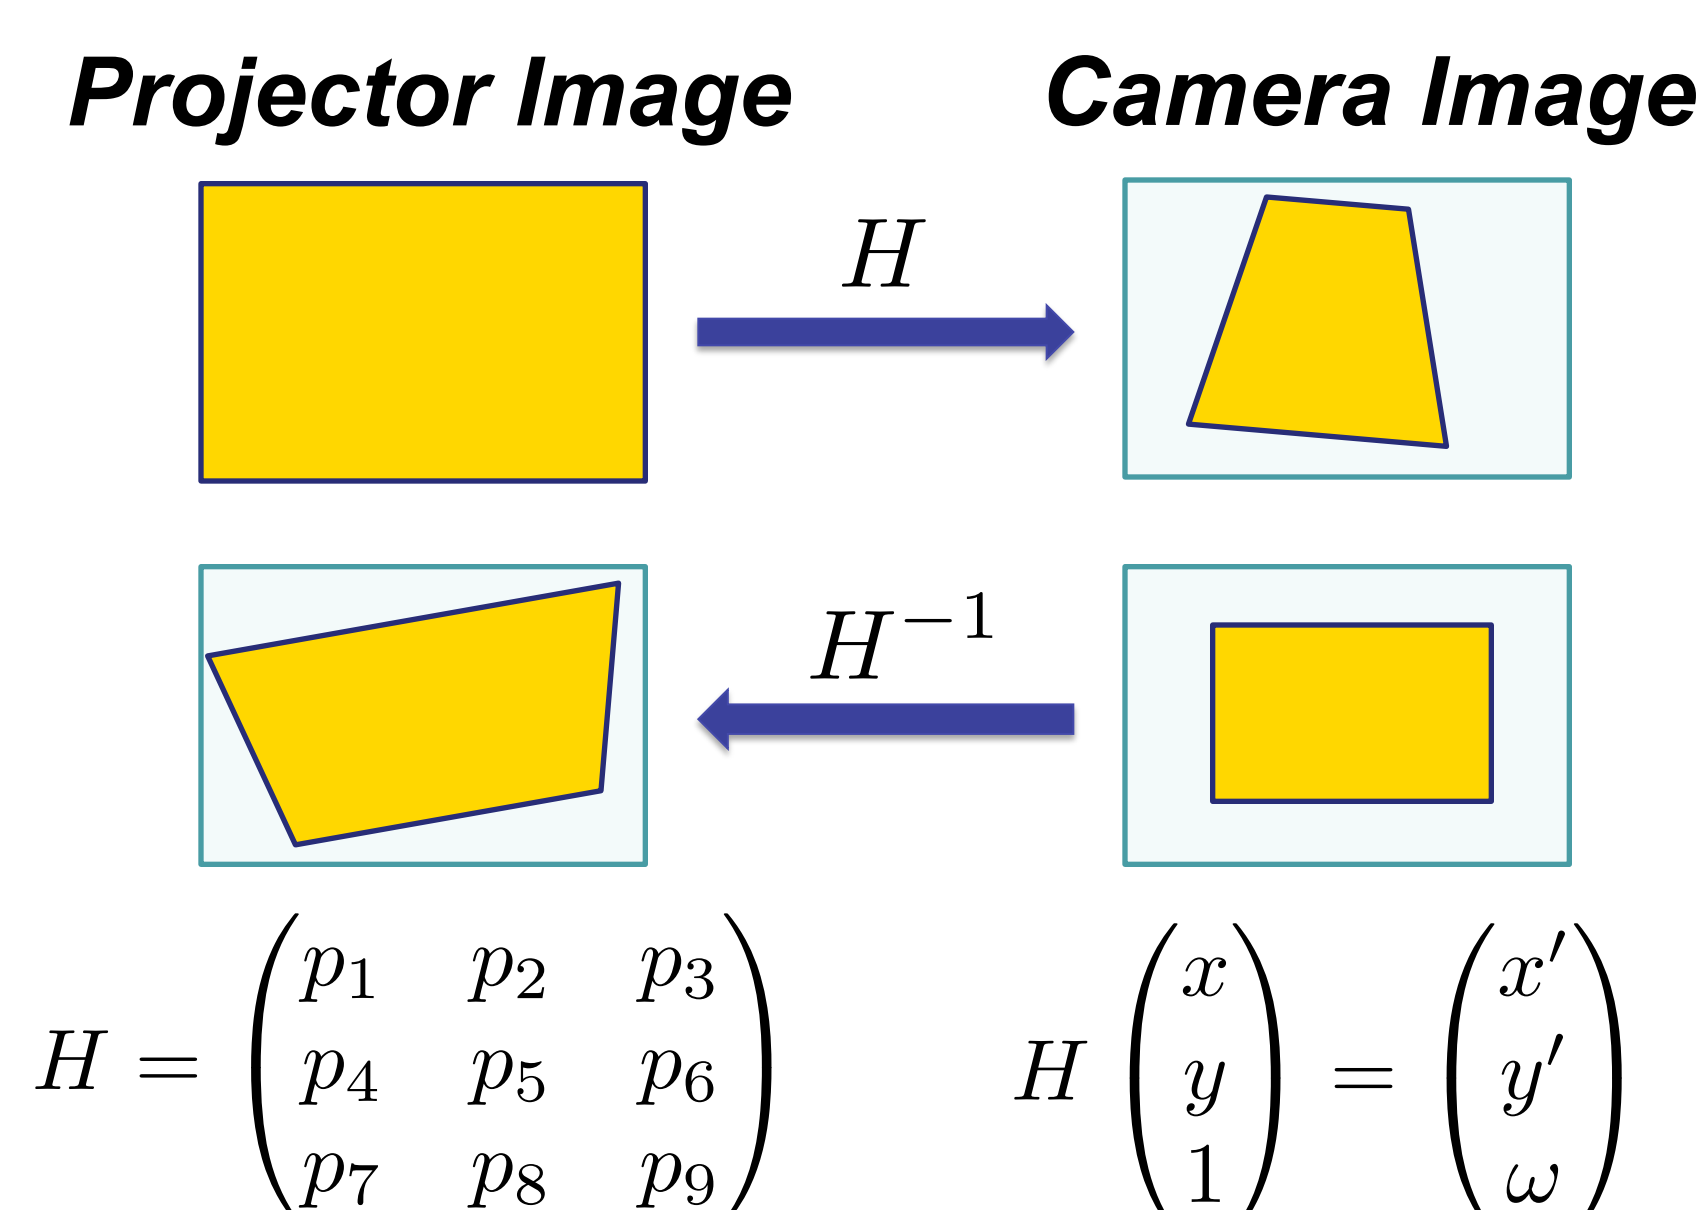 Projector Image
Camera Image
H
H⁻¹
H = (p₁ p₂ p₃
p₄ p₅ p₆
p₇ p₈ p₉)
H (x
y
1) = (x′
y′
ω)